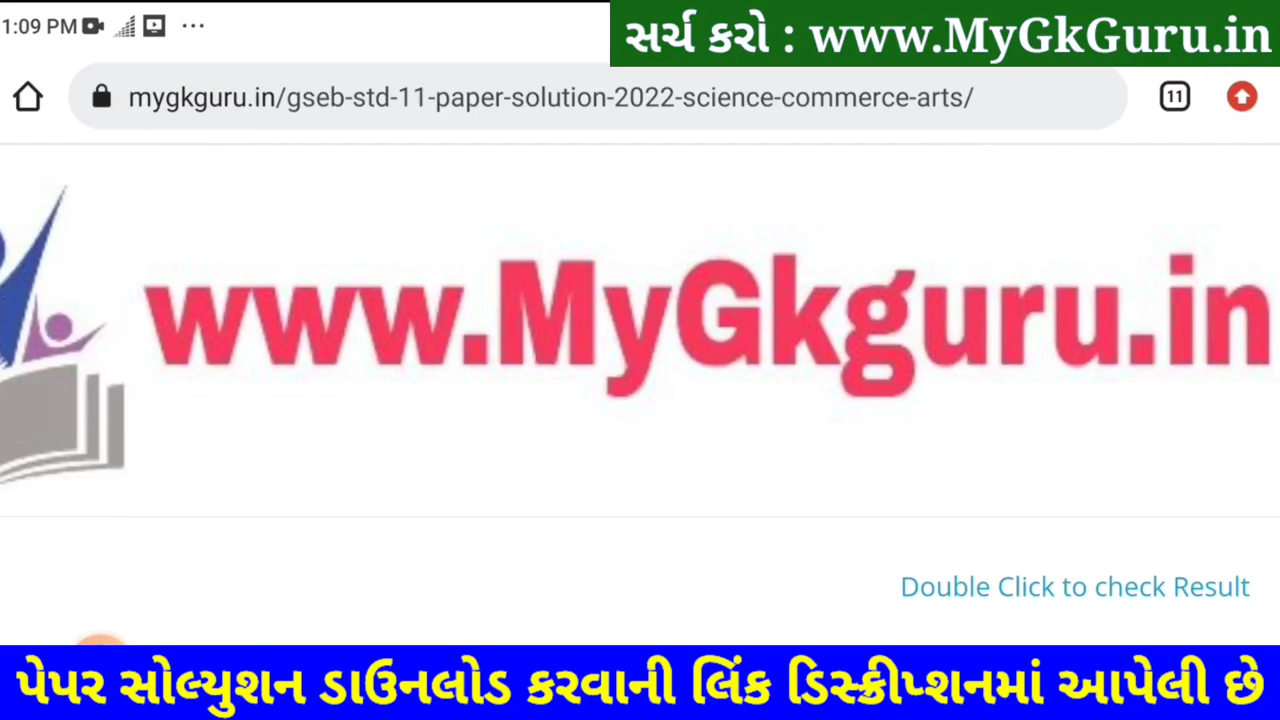 1:09 PM
સર્ચ કરો : www.MyGkGuru.in
mygkguru.in/gseb-std-11-paper-solution-2022-science-commerce-arts/
11
www.MyGkguru.in
Double Click to check Result
પેપર સોલ્યુશન ડાઉનલોડ કરવાની લિંક ડિસ્ક્રીપ્શનમાં આપેલી છે